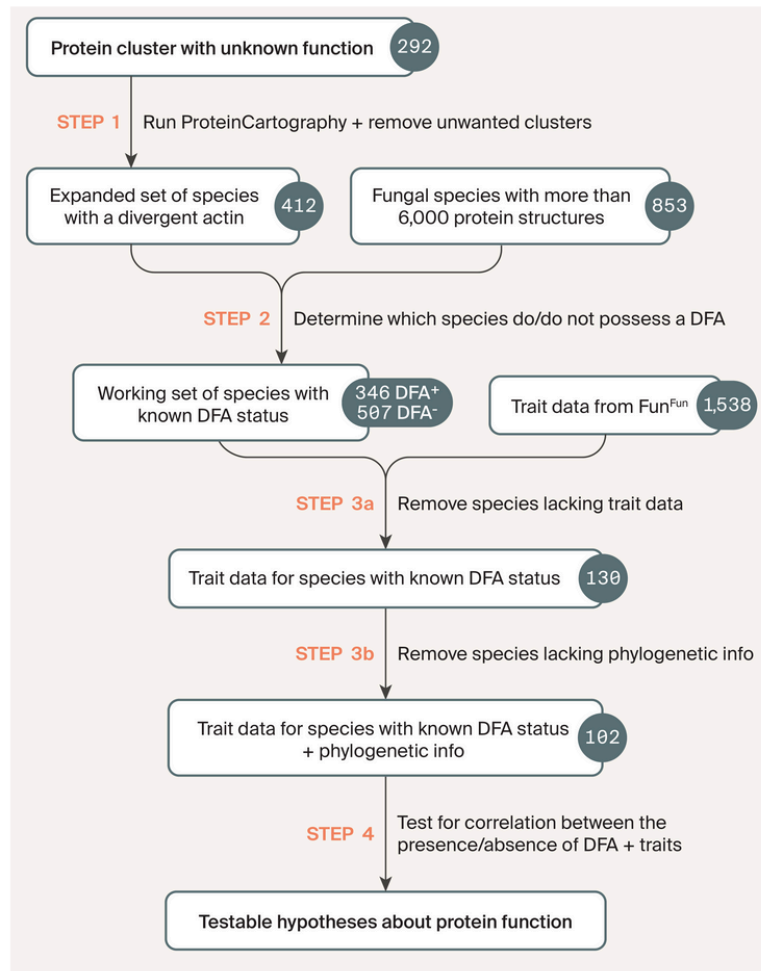 Protein cluster with unknown function
292
STEP 1
Run ProteinCartography + remove unwanted clusters
Expanded set of species
with a divergent actin
412
Fungal species with more than
6,000 protein structures
853
STEP 2
Determine which species do/do not possess a DFA
Working set of species with
known DFA status
346 DFA⁺
507 DFA⁻
Trait data from Funᶠᵘⁿ
1,538
STEP 3a
Remove species lacking trait data
Trait data for species with known DFA status
130
STEP 3b
Remove species lacking phylogenetic info
Trait data for species with known DFA status
+ phylogenetic info
102
STEP 4
Test for correlation between the
presence/absence of DFA + traits
Testable hypotheses about protein function